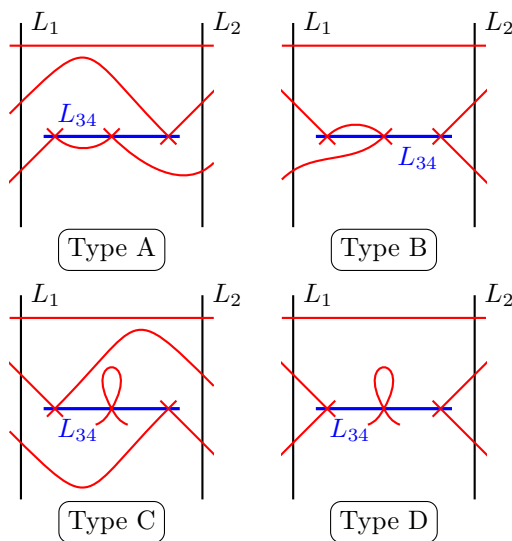 L₁ L₂ L₁ L₂
L₃₄ L₃₄
Type A Type B
L₁ L₂ L₁ L₂
L₃₄ L₃₄
Type C Type D